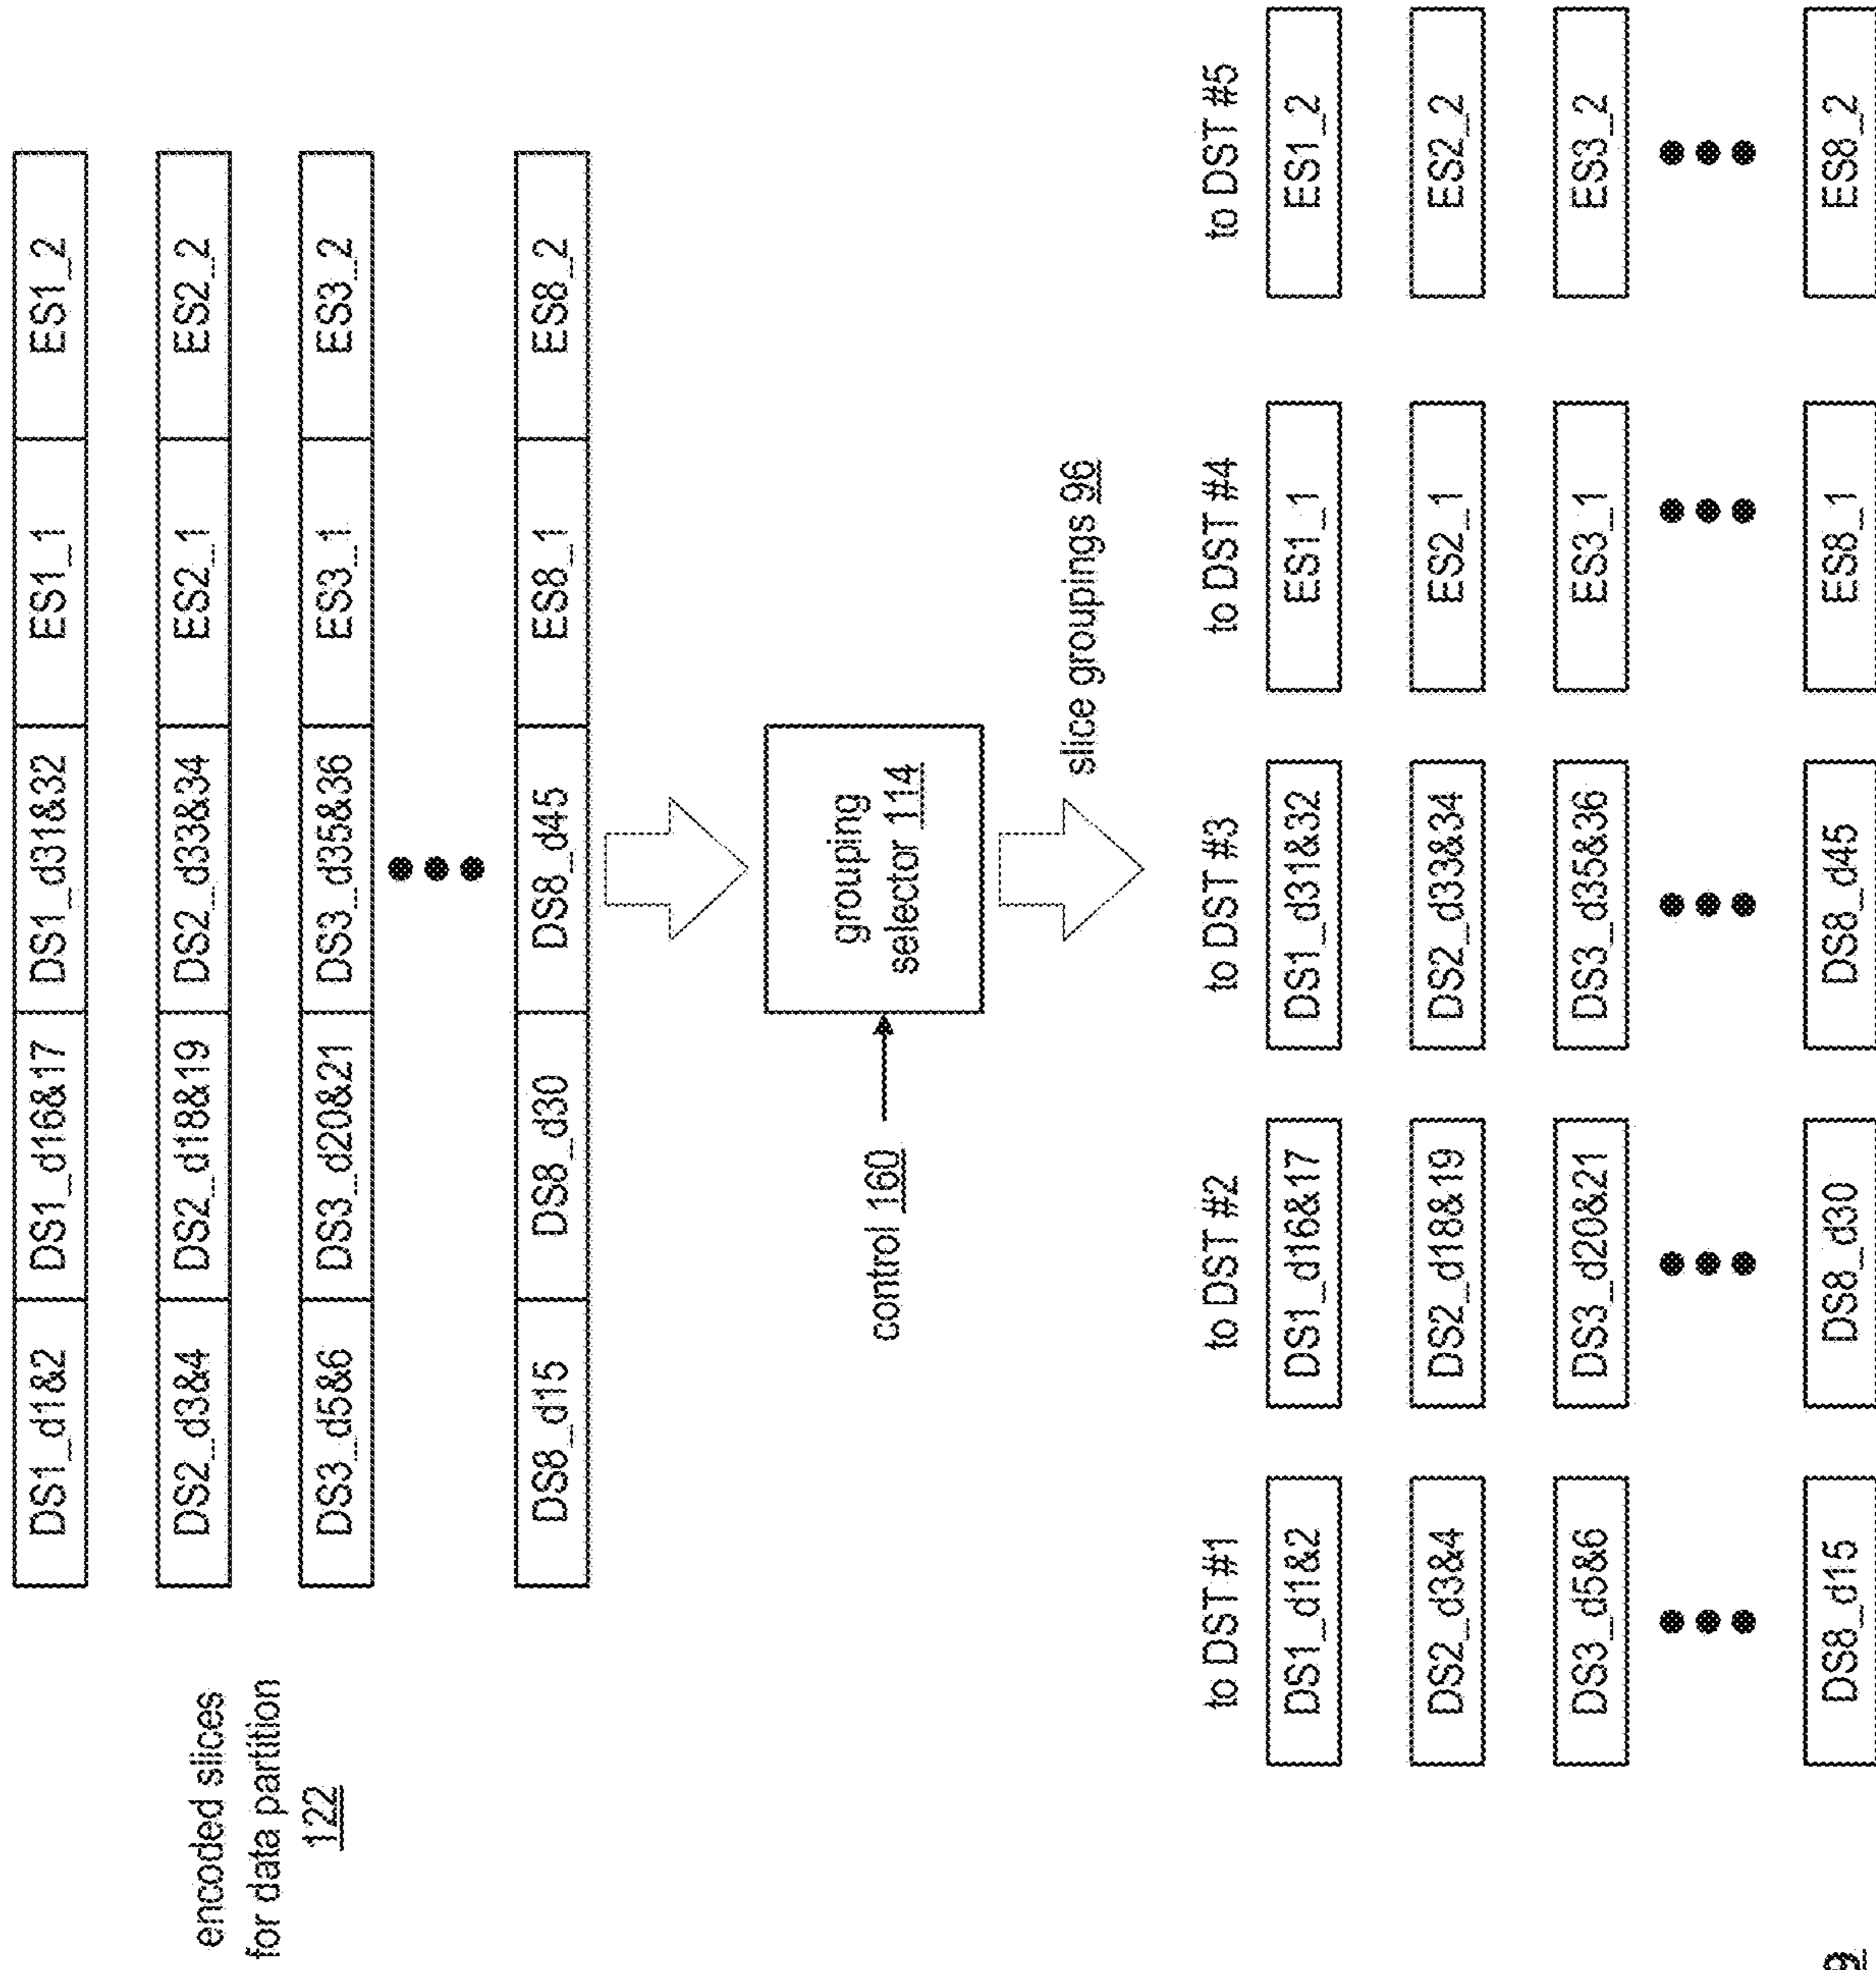 encoded slices
for data partition
122
DS1_d1&2 DS1_d16&17 DS1_d31&32 ES1_1 ES1_2
DS2_d3&4 DS2_d18&19 DS2_d33&34 ES2_1 ES2_2
DS3_d5&6 DS3_d20&21 DS3_d35&36 ES3_1 ES3_2
DS8_d15 DS8_d30 DS8_d45 ES8_1 ES8_2
control 160
grouping
selector 114
slice groupings 96
to DST #1 to DST #2 to DST #3 to DST #4 to DST #5
DS1_d1&2 DS1_d16&17 DS1_d31&32 ES1_1 ES1_2
DS2_d3&4 DS2_d18&19 DS2_d33&34 ES2_1 ES2_2
DS3_d5&6 DS3_d20&21 DS3_d35&36 ES3_1 ES3_2
DS8_d15 DS8_d30 DS8_d45 ES8_1 ES8_2